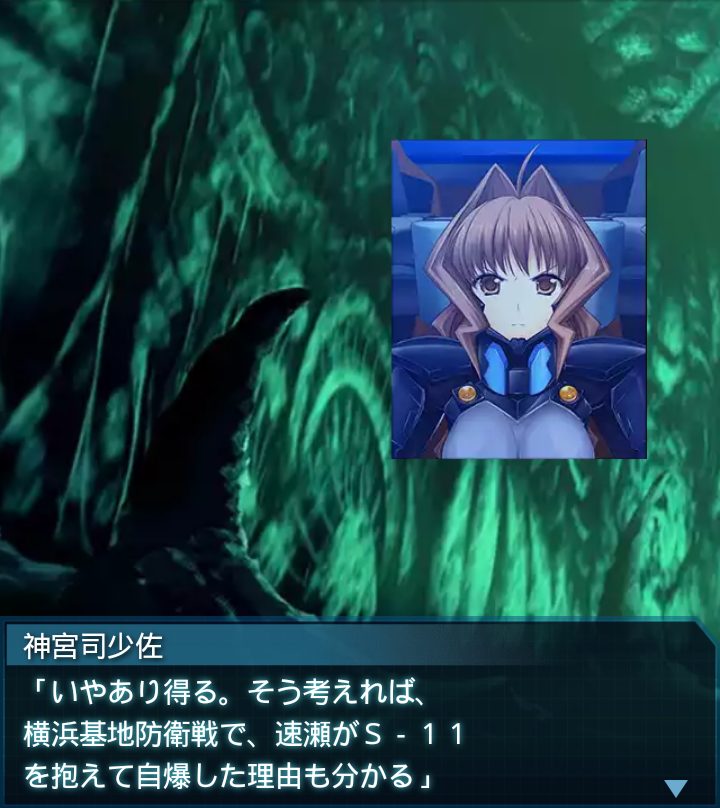 神宮司少佐
「いやあり得る。そう考えれば、
横浜基地防衛戦で、速瀬がＳ‐１１
を抱えて自爆した理由も分かる」